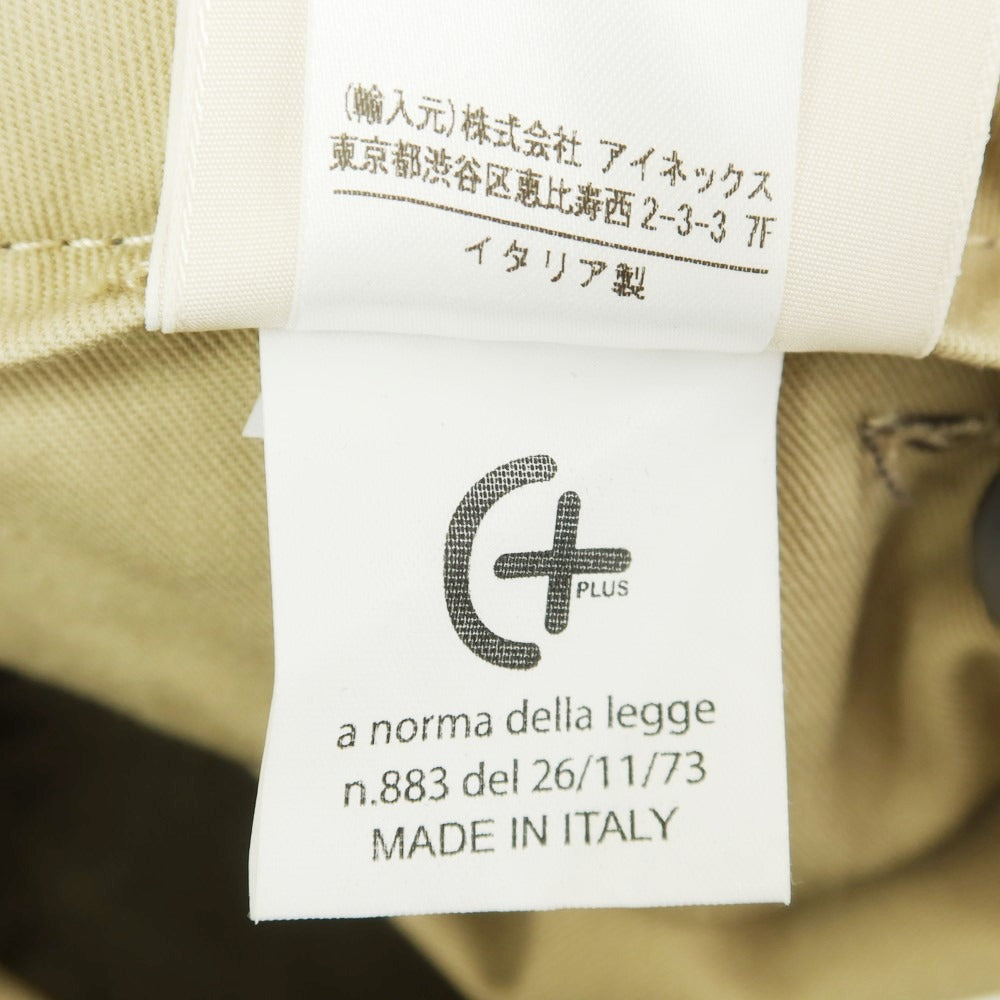 (輸入元)株式会社 アイネックス
東京都渋谷区恵比寿西2-3-3 7F
イタリア製
C+
PLUS
a norma della legge
n.883 del 26/11/73
MADE IN ITALY